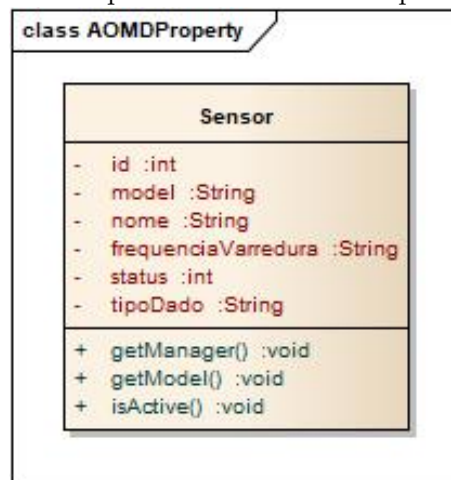 class AOMDProperty
Sensor
- id :int
- model :String
- nome :String
- frequenciaVarredura :String
- status :int
- tipoDado :String
+ getManager() :void
+ getModel() :void
+ isActive() :void